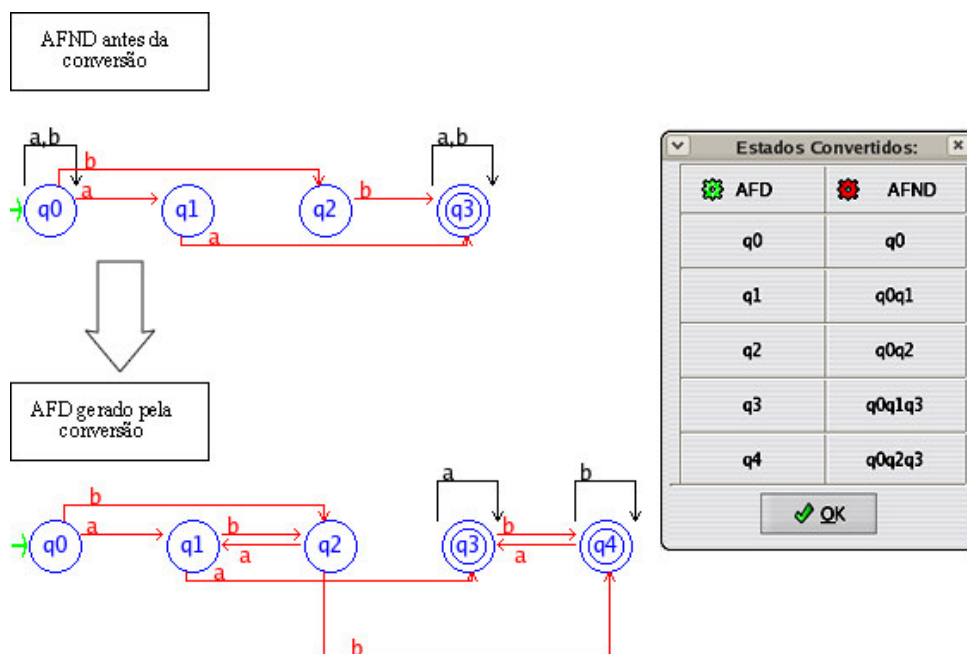 AFND antes da
conversão
a,b
a,b
b
a
b
q0
q1
q2
q3
a
Estados Convertidos:
AFD AFND
q0 q0
q1 q0q1
q2 q0q2
q3 q0q1q3
q4 q0q2q3
OK
AFD gerado pela
conversão
a
b
b
a
b
b
q0
q1
q2
q3
q4
a
a
a
b